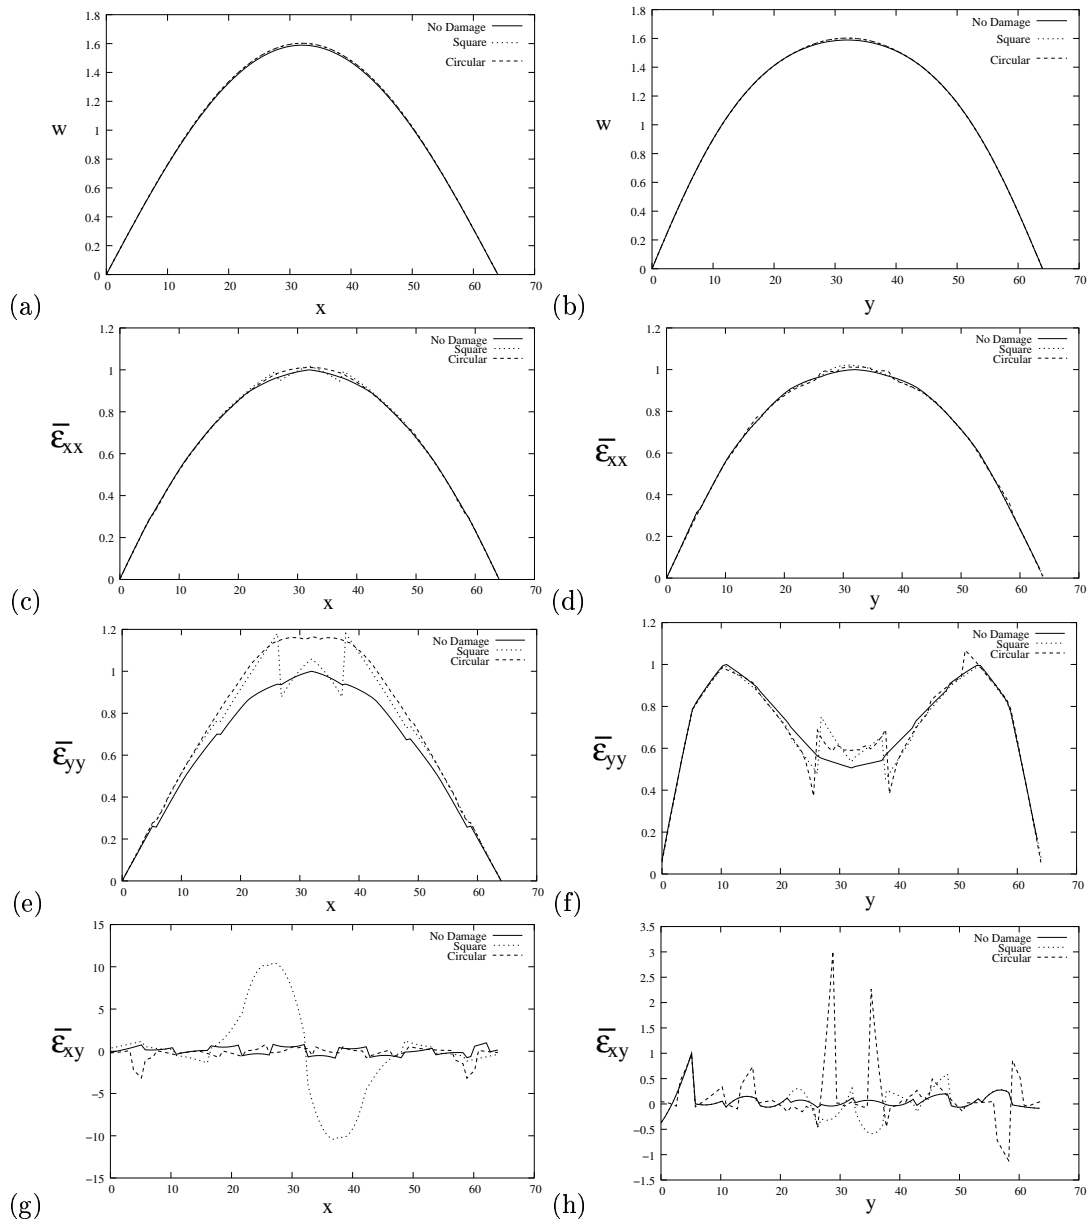 1.8
1.6
1.4
1.2
1
0.8
0.6
0.4
0.2
0
w
No Damage
Square
Circular
0 10 20 30 40 50 60 70
x
(a)
1.8
1.6
1.4
1.2
1
0.8
0.6
0.4
0.2
0
w
No Damage
Square
Circular
0 10 20 30 40 50 60 70
y
(b)
1.2
1
0.8
0.6
0.4
0.2
0
ε̄xx
No Damage
Square
Circular
0 10 20 30 40 50 60 70
x
(c)
1.2
1
0.8
0.6
0.4
0.2
0
ε̄xx
No Damage
Square
Circular
0 10 20 30 40 50 60 70
y
(d)
1.2
1
0.8
0.6
0.4
0.2
0
ε̄yy
No Damage
Square
Circular
0 10 20 30 40 50 60 70
x
(e)
1.2
1
0.8
0.6
0.4
0.2
0
ε̄yy
No Damage
Square
Circular
0 10 20 30 40 50 60 70
y
(f)
15
10
5
0
−5
−10
−15
ε̄xy
No Damage
Square
Circular
0 10 20 30 40 50 60 70
x
(g)
3.5
3
2.5
2
1.5
1
0.5
0
−0.5
−1
−1.5
ε̄xy
No Damage
Square
Circular
0 10 20 30 40 50 60 70
y
(h)